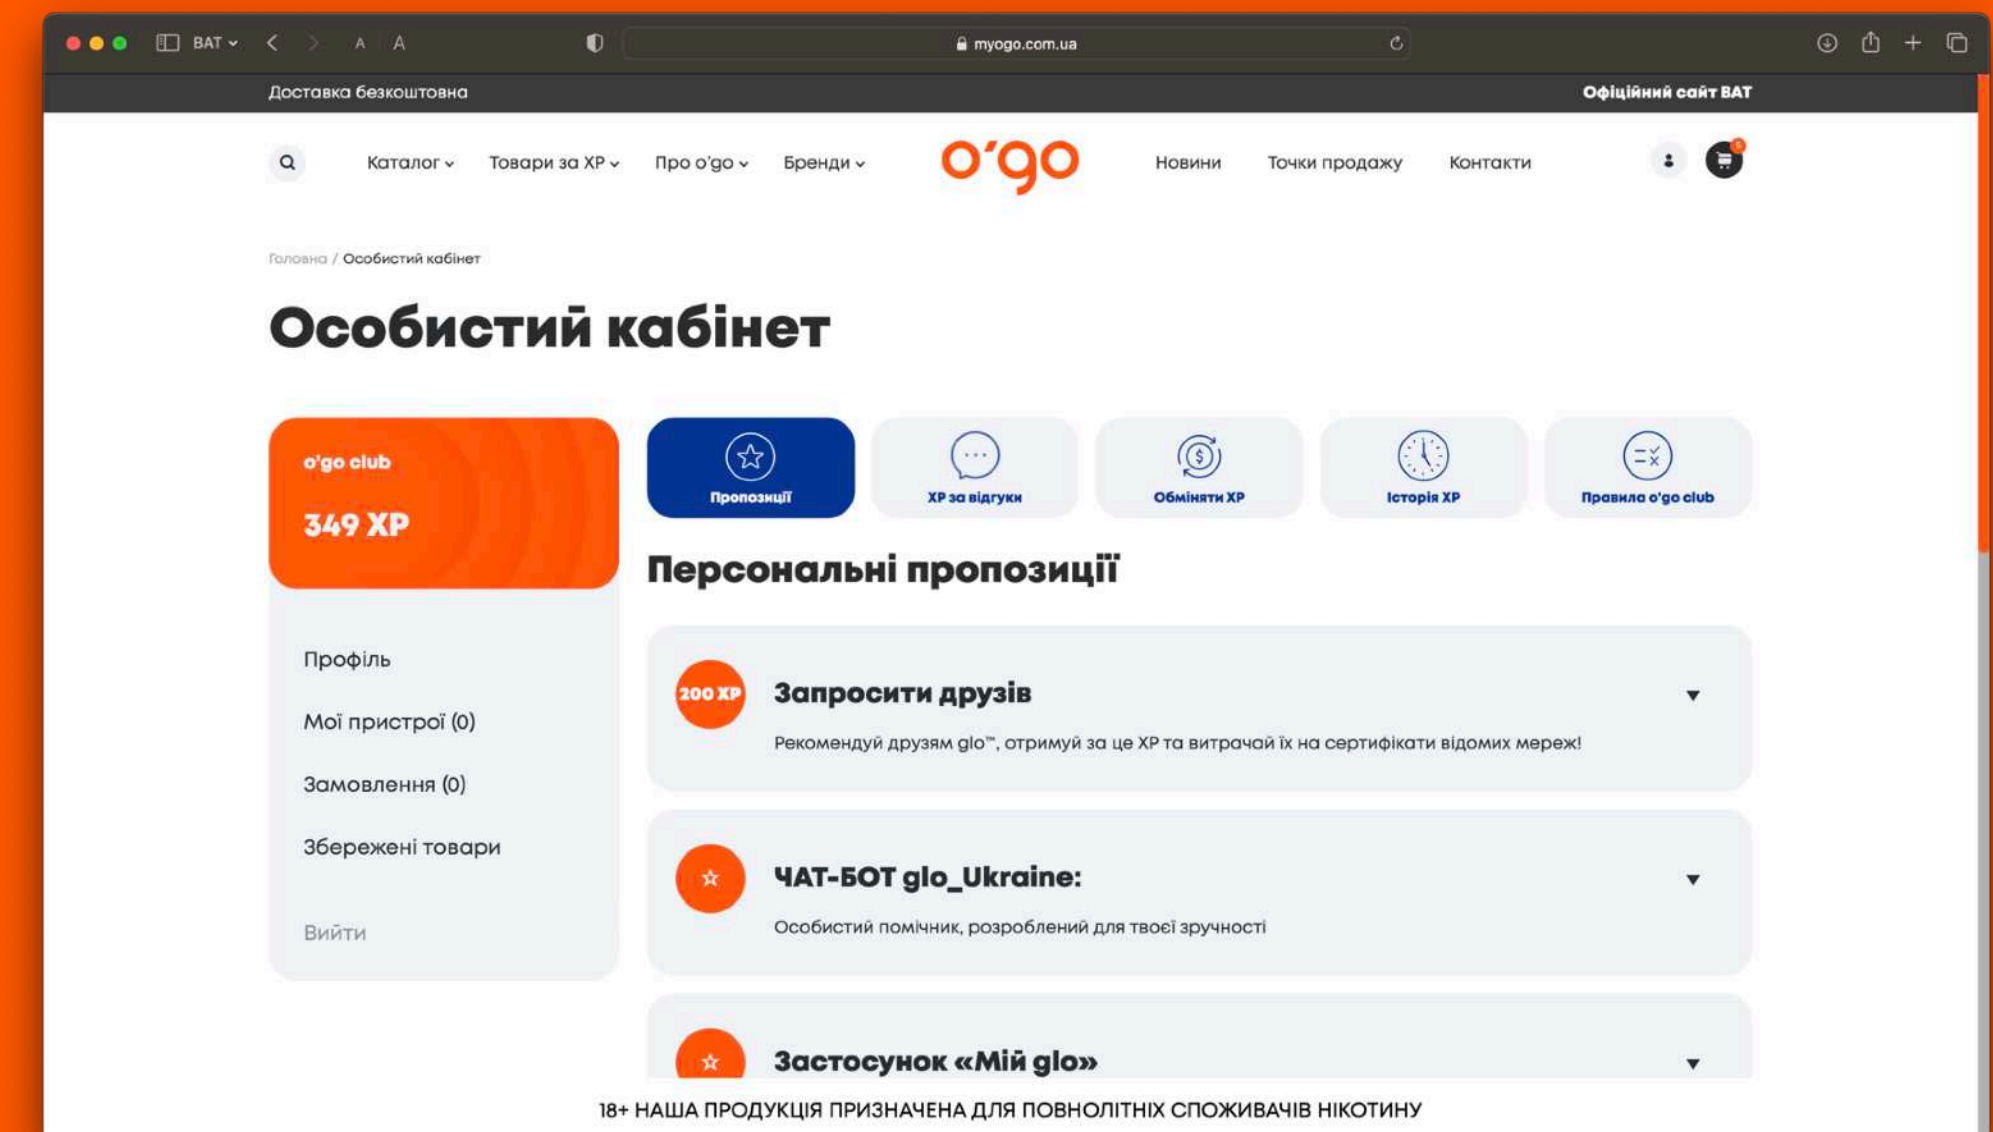 BAT
A A
myogo.com.ua
Доставка безкоштовна
Офіційний сайт BAT
Каталог
Товари за XP
Про o'go
Бренди
o'go
Новини
Точки продажу
Контакти
5
Головна / Особистий кабінет
Особистий кабінет
o'go club
349 XP
Профіль
Мої пристрої (0)
Замовлення (0)
Збережені товари
Вийти
Пропозиції
XP за відгуки
Обміняти XP
Історія XP
Правила o'go club
Персональні пропозиції
200 XP
Запросити друзів
Рекомендуй друзям glo™, отримуй за це XP та витрачай їх на сертифікати відомих мереж!
ЧАТ-БОТ glo_Ukraine:
Особистий помічник, розроблений для твоєї зручності
Застосунок «Мій glo»
18+ НАША ПРОДУКЦІЯ ПРИЗНАЧЕНА ДЛЯ ПОВНОЛІТНІХ СПОЖИВАЧІВ НІКОТИНУ